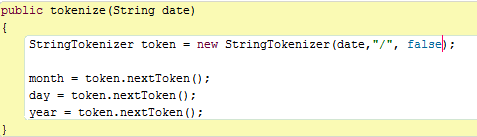 public tokenize(String date)
{
StringTokenizer token = new StringTokenizer(date,"/", false);
month = token.nextToken();
day = token.nextToken();
year = token.nextToken();
}